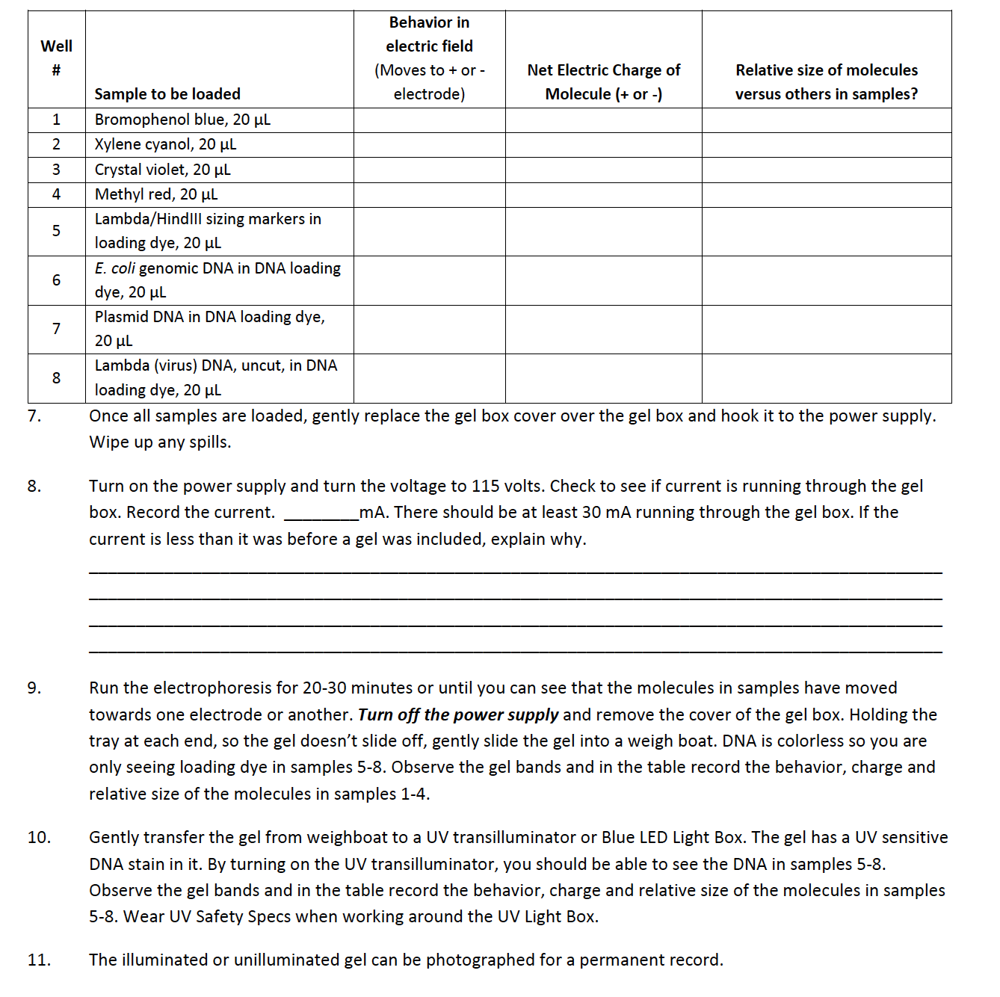 Well
#
Sample to be loaded
Behavior in
electric field
(Moves to + or -
electrode)
Net Electric Charge of
Molecule (+ or -)
Relative size of molecules
versus others in samples?
1 Bromophenol blue, 20 µL
2 Xylene cyanol, 20 µL
3 Crystal violet, 20 µL
4 Methyl red, 20 µL
5 Lambda/HindIII sizing markers in
loading dye, 20 µL
6 E. coli genomic DNA in DNA loading
dye, 20 µL
7 Plasmid DNA in DNA loading dye,
20 µL
8 Lambda (virus) DNA, uncut, in DNA
loading dye, 20 µL
7. Once all samples are loaded, gently replace the gel box cover over the gel box and hook it to the power supply.
Wipe up any spills.
8. Turn on the power supply and turn the voltage to 115 volts. Check to see if current is running through the gel
box. Record the current. ________mA. There should be at least 30 mA running through the gel box. If the
current is less than it was before a gel was included, explain why.
9. Run the electrophoresis for 20-30 minutes or until you can see that the molecules in samples have moved
towards one electrode or another. Turn off the power supply and remove the cover of the gel box. Holding the
tray at each end, so the gel doesn’t slide off, gently slide the gel into a weigh boat. DNA is colorless so you are
only seeing loading dye in samples 5-8. Observe the gel bands and in the table record the behavior, charge and
relative size of the molecules in samples 1-4.
10. Gently transfer the gel from weighboat to a UV transilluminator or Blue LED Light Box. The gel has a UV sensitive
DNA stain in it. By turning on the UV transilluminator, you should be able to see the DNA in samples 5-8.
Observe the gel bands and in the table record the behavior, charge and relative size of the molecules in samples
5-8. Wear UV Safety Specs when working around the UV Light Box.
11. The illuminated or unilluminated gel can be photographed for a permanent record.